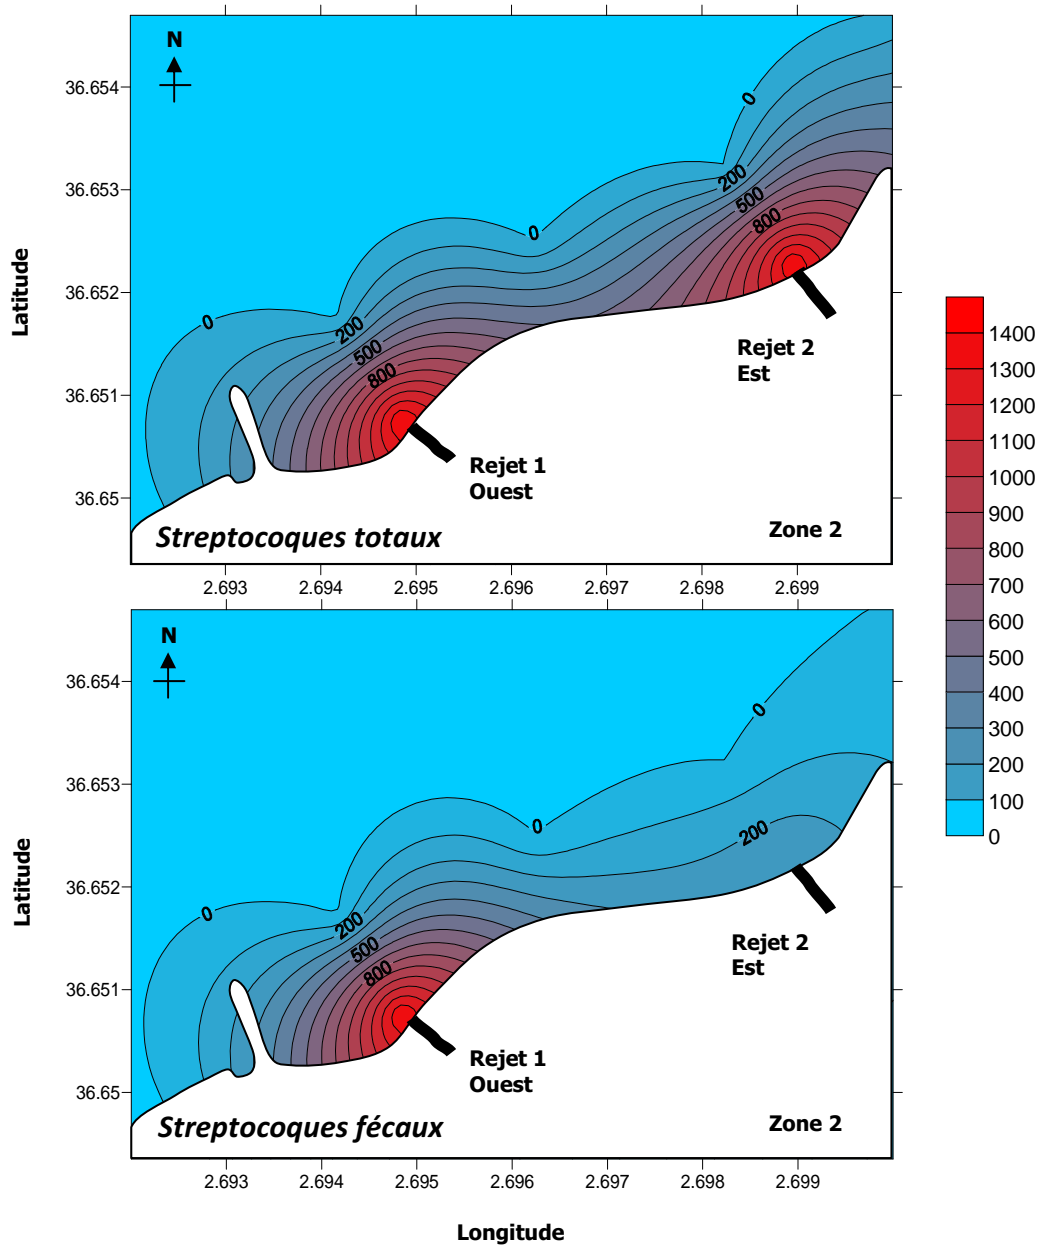 N
36.654
36.653
36.652
36.651
36.65
Latitude
0
200
500
800
0
0
200
500
800
Rejet 1
Ouest
Rejet 2
Est
Streptocoques totaux
Zone 2
2.693 2.694 2.695 2.696 2.697 2.698 2.699
1400
1300
1200
1100
1000
900
800
700
600
500
400
300
200
100
0
N
36.654
36.653
36.652
36.651
36.65
Latitude
0
200
500
800
0
0
200
Rejet 1
Ouest
Rejet 2
Est
Streptocoques fécaux
Zone 2
2.693 2.694 2.695 2.696 2.697 2.698 2.699
Longitude